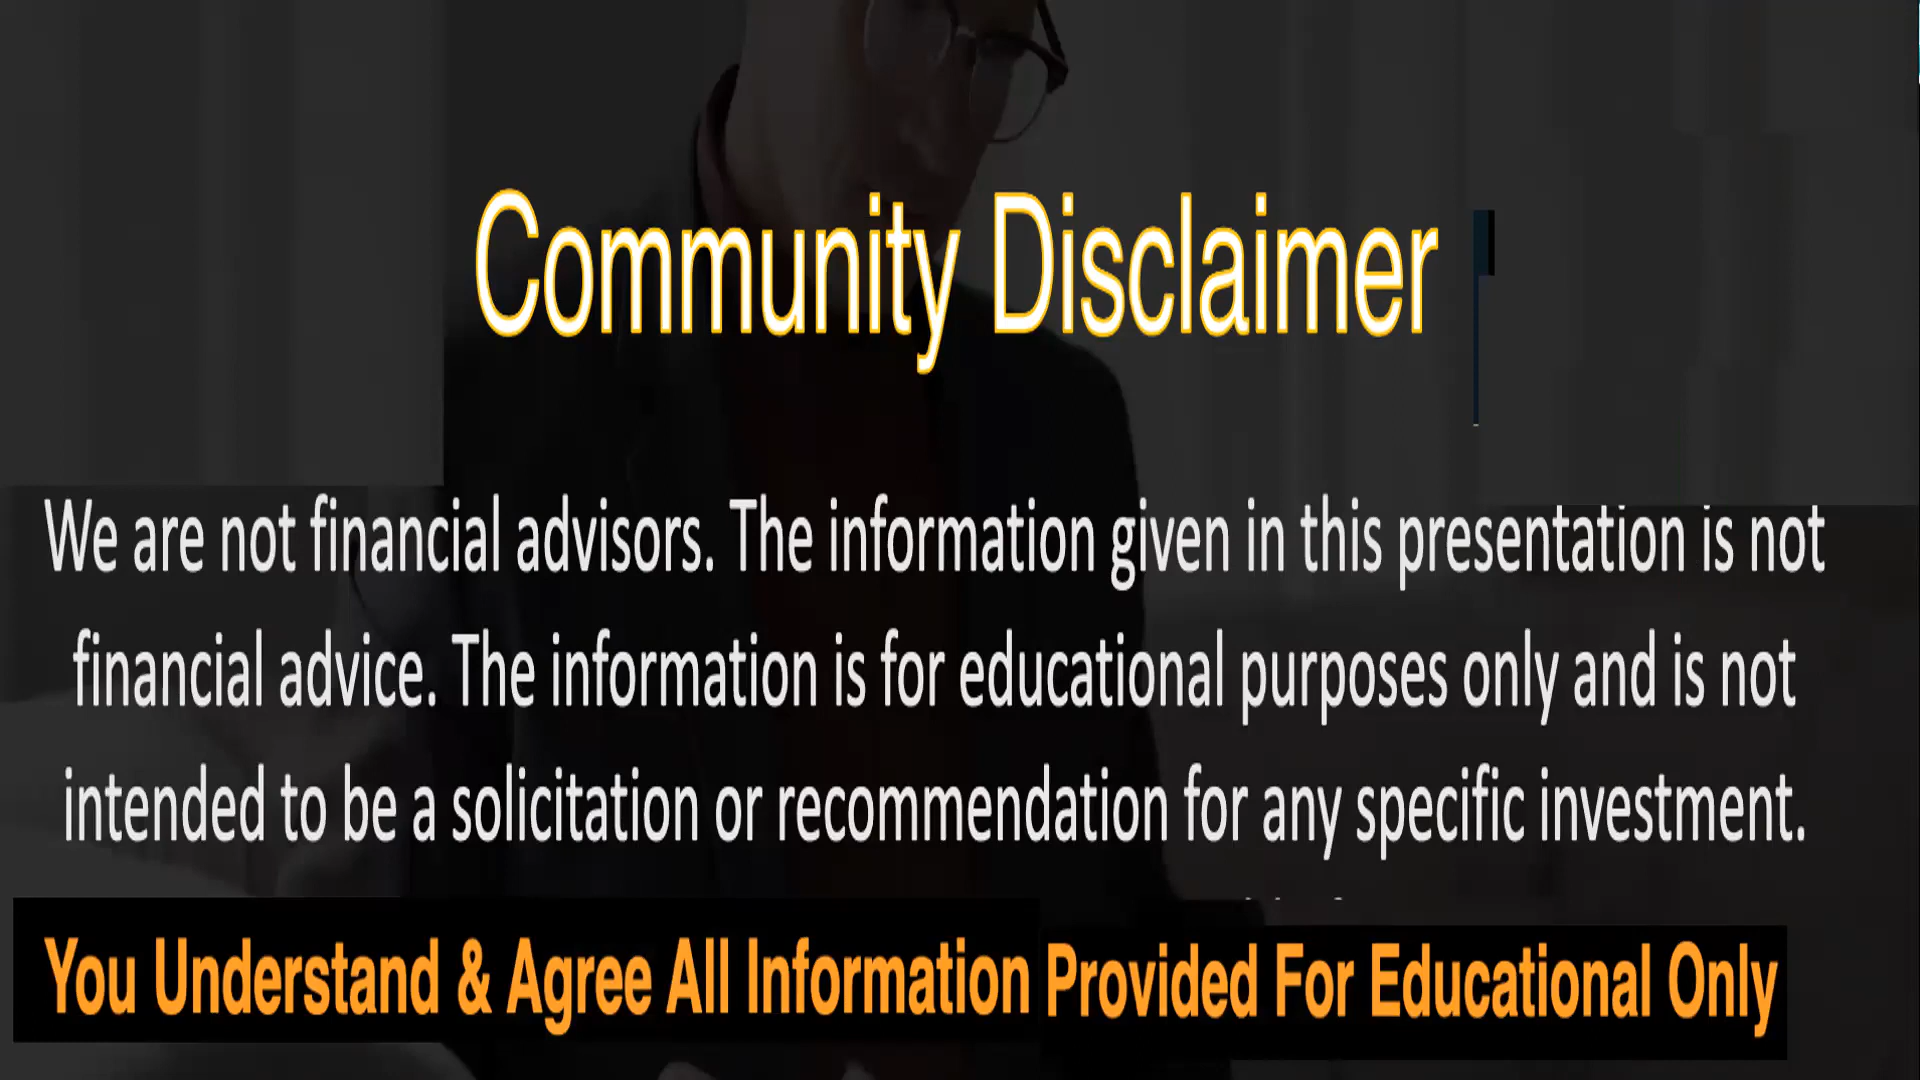 Community Disclaimer
We are not financial advisors. The information given in this presentation is not
financial advice. The information is for educational purposes only and is not
intended to be a solicitation or recommendation for any specific investment.
You Understand & Agree All Information Provided For Educational Only